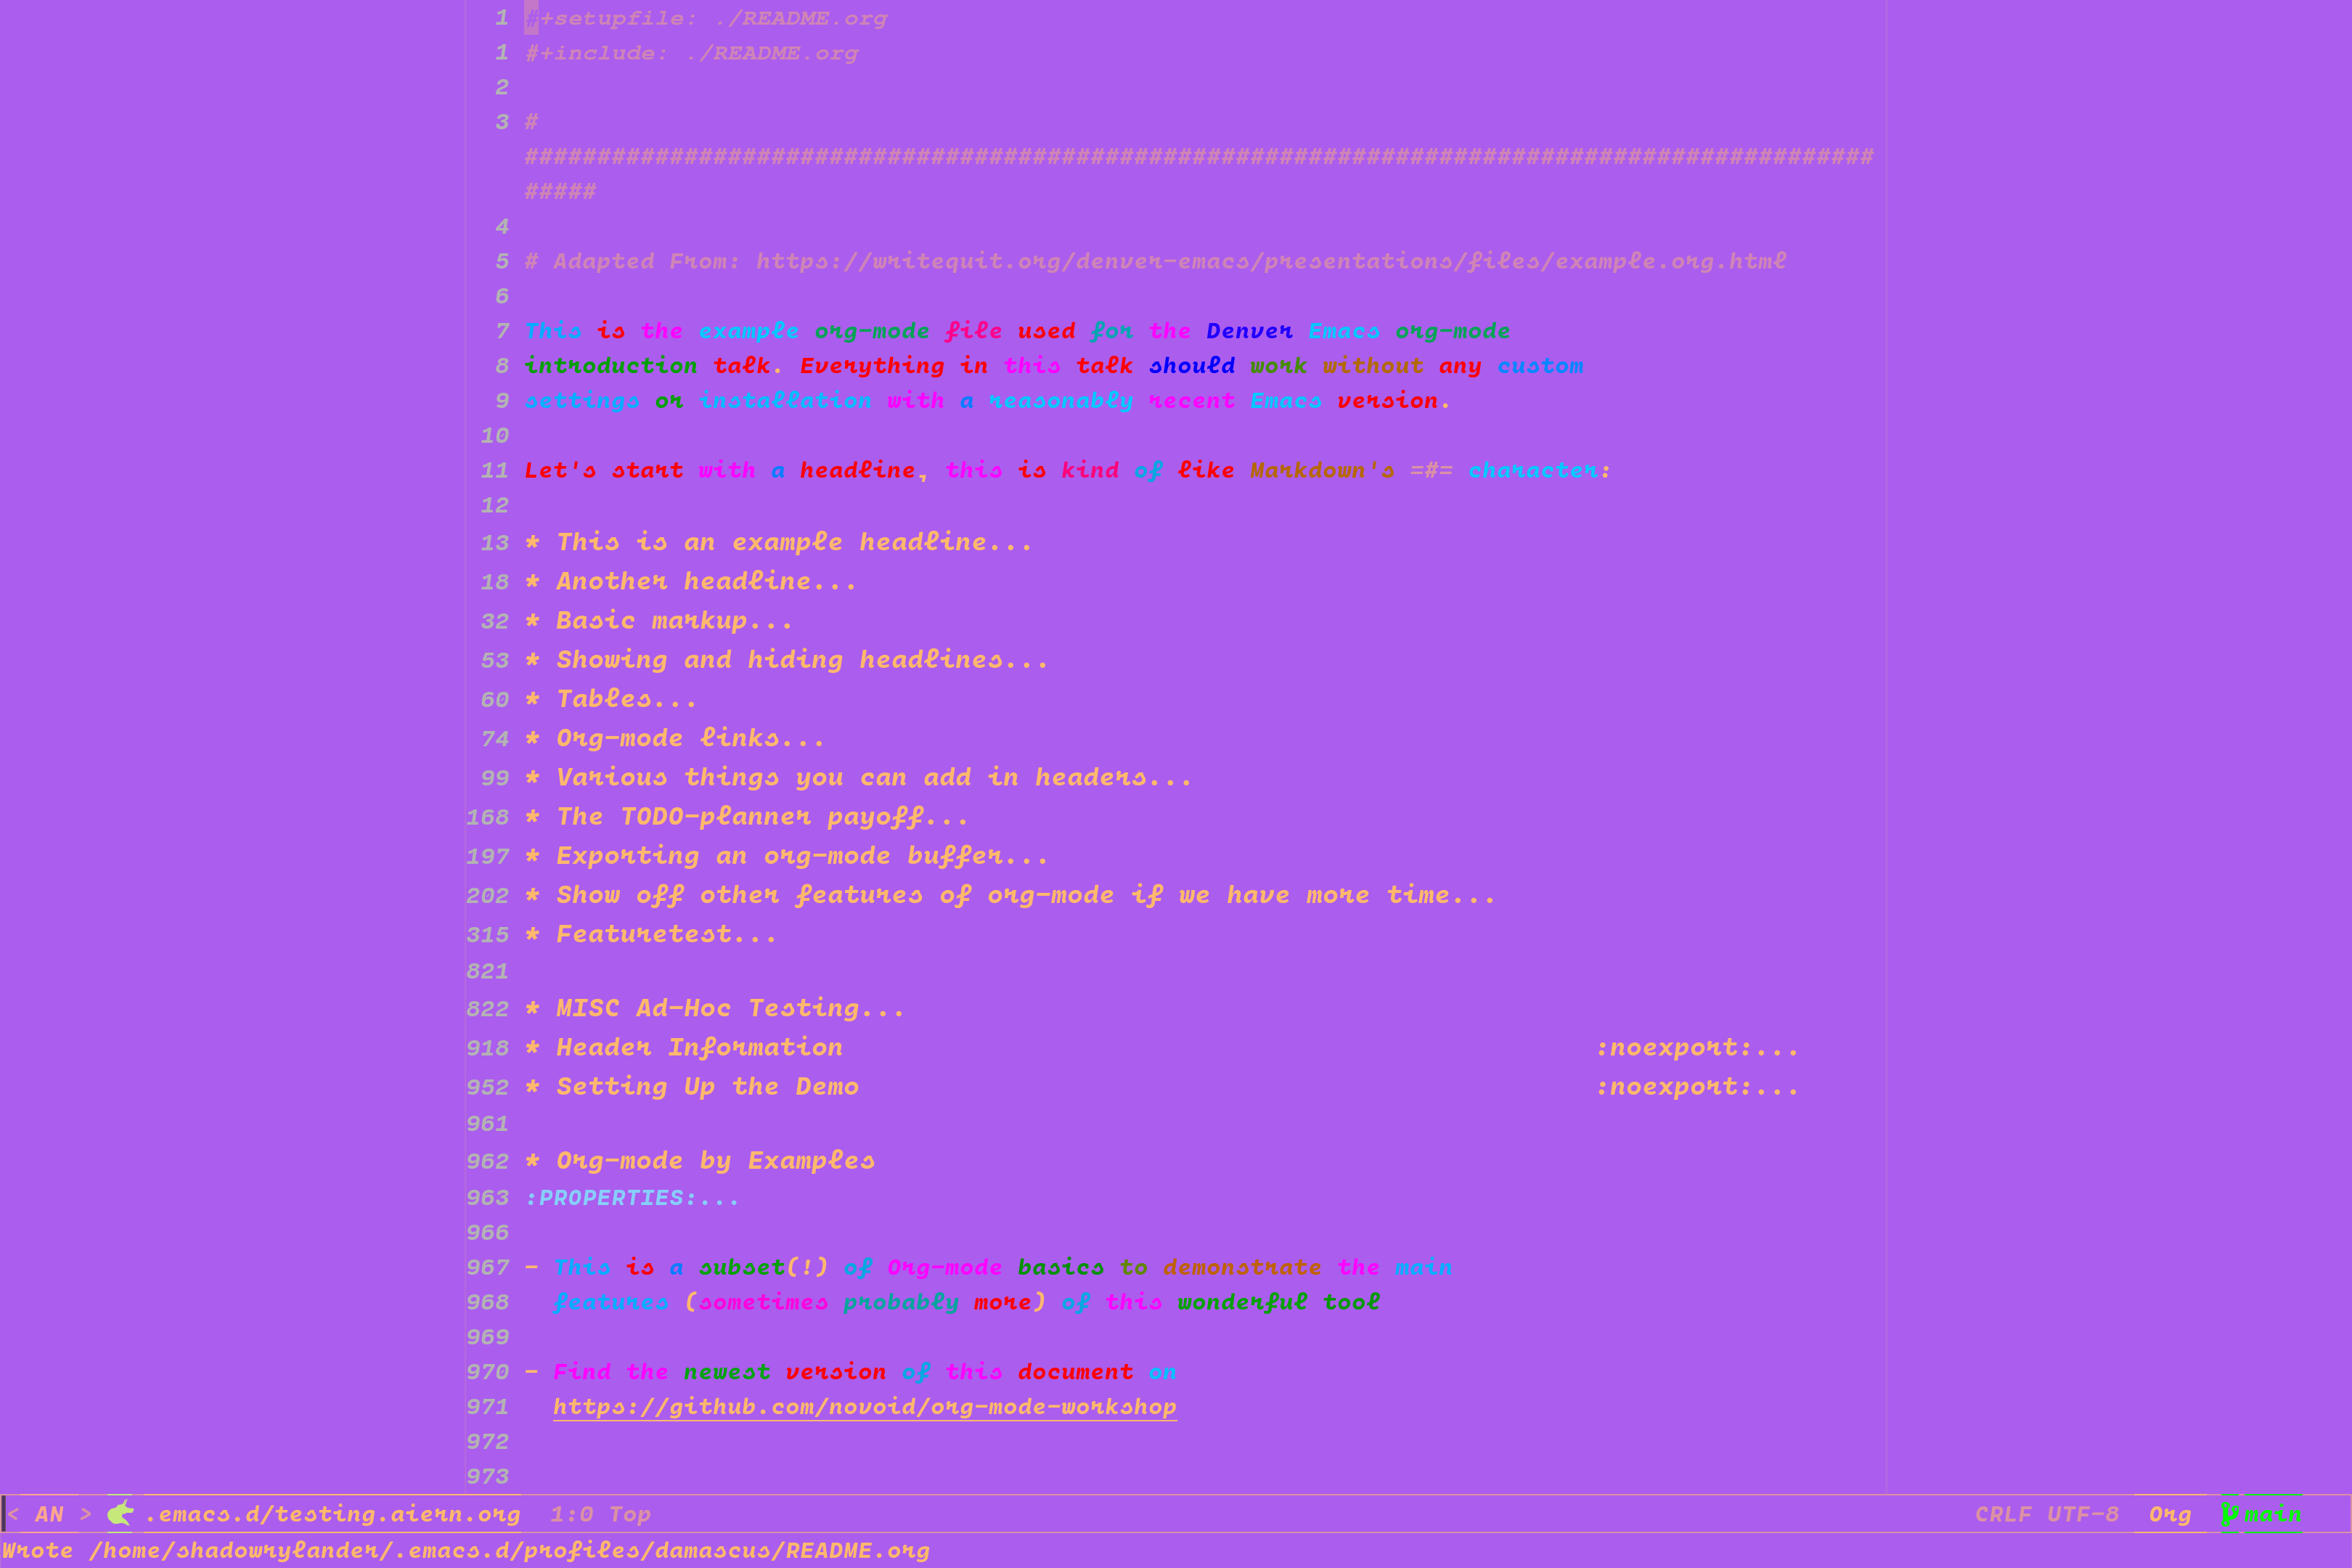 1 #+setupfile: ./README.org
1 #+include: ./README.org
2
3 #
#############################################################################################
#####
4
5 # Adapted From: https://writequit.org/denver-emacs/presentations/files/example.org.html
6
7 This is the example org-mode file used for the Denver Emacs org-mode
8 introduction talk. Everything in this talk should work without any custom
9 settings or installation with a reasonably recent Emacs version.
10
11 Let's start with a headline, this is kind of like Markdown's =#= character:
12
13 * This is an example headline...
18 * Another headline...
32 * Basic markup...
53 * Showing and hiding headlines...
60 * Tables...
74 * Org-mode links...
99 * Various things you can add in headers...
168 * The TODO-planner payoff...
197 * Exporting an org-mode buffer...
202 * Show off other features of org-mode if we have more time...
315 * Featuretest...
821
822 * MISC Ad-Hoc Testing...
918 * Header Information :noexport:...
952 * Setting Up the Demo :noexport:...
961
962 * Org-mode by Examples
963 :PROPERTIES:...
966
967 - This is a subset(!) of Org-mode basics to demonstrate the main
968 features (sometimes probably more) of this wonderful tool
969
970 - Find the newest version of this document on
971 https://github.com/novoid/org-mode-workshop
972
973
< AN > .emacs.d/testing.aiern.org 1:0 Top CRLF UTF-8 Org main
Wrote /home/shadowrylander/.emacs.d/profiles/damascus/README.org